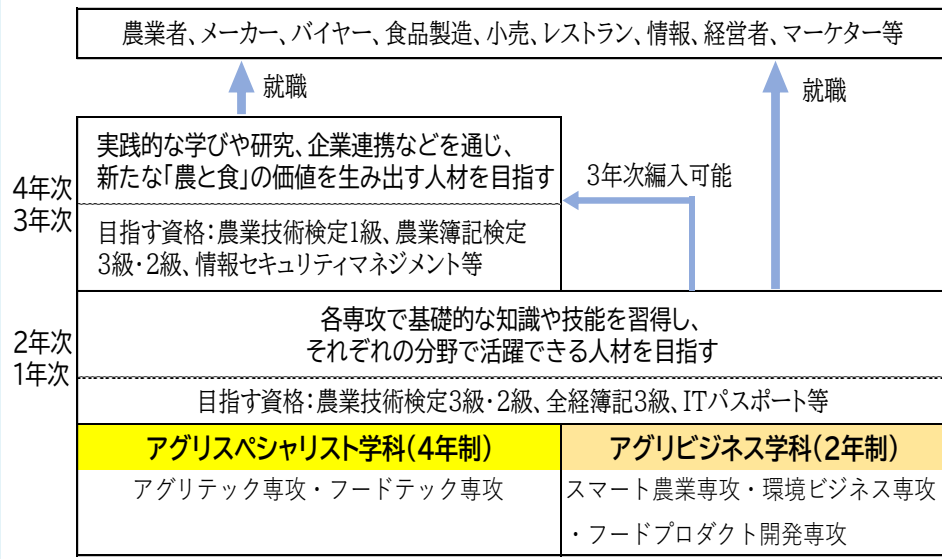 農業者、メーカー、バイヤー、食品製造、小売、レストラン、情報、経営者、マーケター等
就職
就職
実践的な学びや研究、企業連携などを通じ、
新たな「農と食」の価値を生み出す人材を目指す
3年次編入可能
4年次
3年次
目指す資格：農業技術検定1級、農業簿記検定
3級・2級、情報セキュリティマネジメント等
各専攻で基礎的な知識や技能を習得し、
それぞれの分野で活躍できる人材を目指す
2年次
1年次
目指す資格：農業技術検定3級・2級、全経簿記3級、ITパスポート等
アグリスペシャリスト学科(4年制)
アグリビジネス学科(2年制)
アグリテック専攻・フードテック専攻
スマート農業専攻・環境ビジネス専攻
・フードプロダクト開発専攻